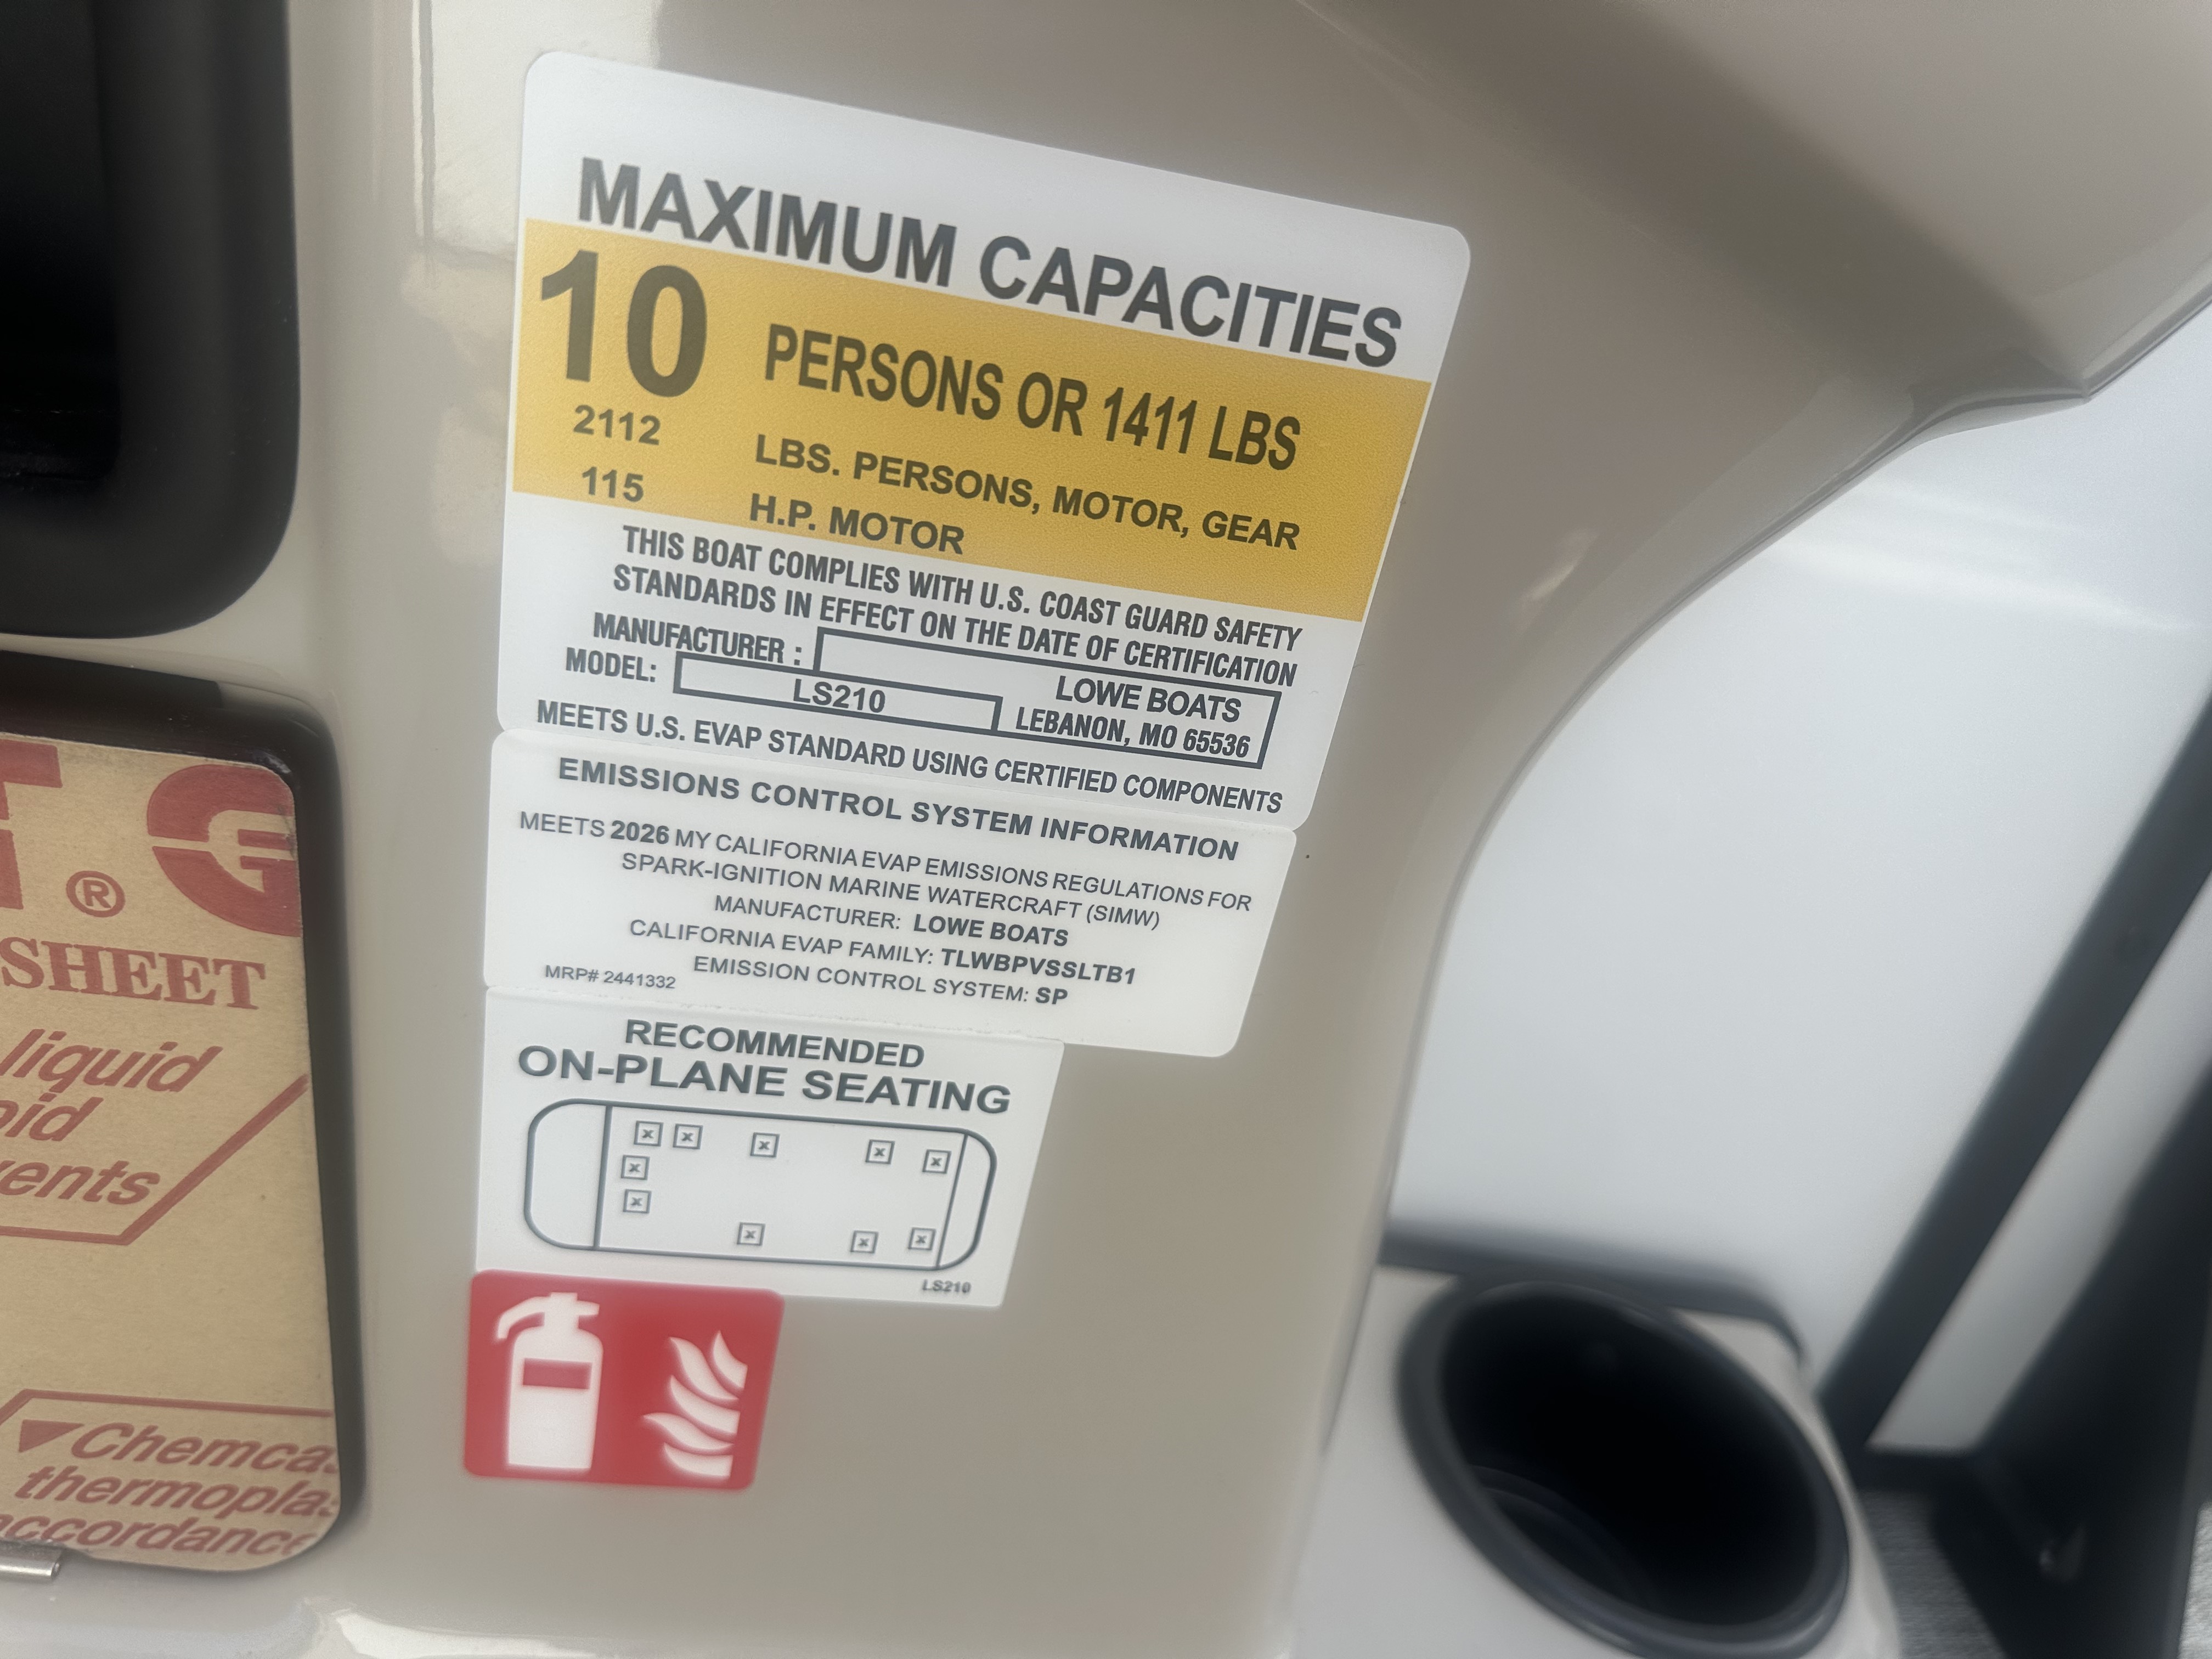 MAXIMUM CAPACITIES
10 PERSONS OR 1411 LBS
2112 LBS. PERSONS, MOTOR, GEAR
115 H.P. MOTOR
THIS BOAT COMPLIES WITH U.S. COAST GUARD SAFETY
STANDARDS IN EFFECT ON THE DATE OF CERTIFICATION
MANUFACTURER :
LOWE BOATS
LEBANON, MO 65536
MODEL: LS210
MEETS U.S. EVAP STANDARD USING CERTIFIED COMPONENTS
EMISSIONS CONTROL SYSTEM INFORMATION
MEETS 2026 MY CALIFORNIA EVAP EMISSIONS REGULATIONS FOR
SPARK-IGNITION MARINE WATERCRAFT (SIMW)
MANUFACTURER: LOWE BOATS
CALIFORNIA EVAP FAMILY: TLWBPVSSLTB1
EMISSION CONTROL SYSTEM: SP
MRP# 2441332
RECOMMENDED
ON-PLANE SEATING
LS210
T® G
SHEET
liquid
oid
vents
Chemca
thermopla
accordance